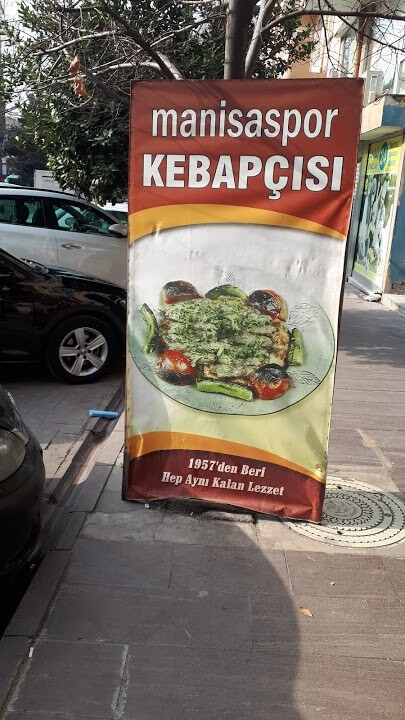 manisaspor
KEBAPÇISI
1957'den Beri
Hep Aynı Kalan Lezzet